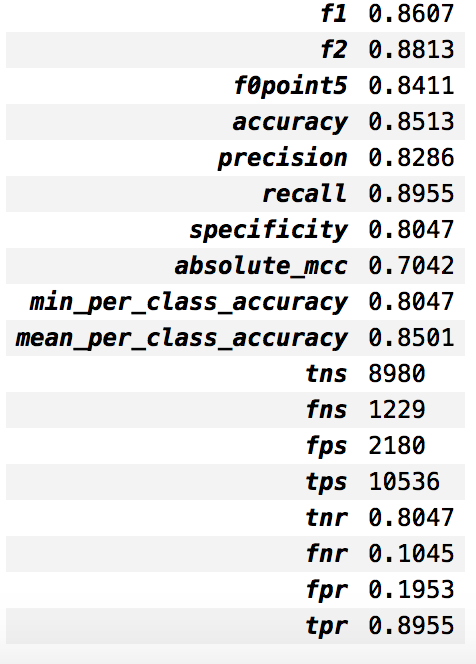 f1 0.8607
f2 0.8813
f0point5 0.8411
accuracy 0.8513
precision 0.8286
recall 0.8955
specificity 0.8047
absolute_mcc 0.7042
min_per_class_accuracy 0.8047
mean_per_class_accuracy 0.8501
tns 8980
fns 1229
fps 2180
tps 10536
tnr 0.8047
fnr 0.1045
fpr 0.1953
tpr 0.8955